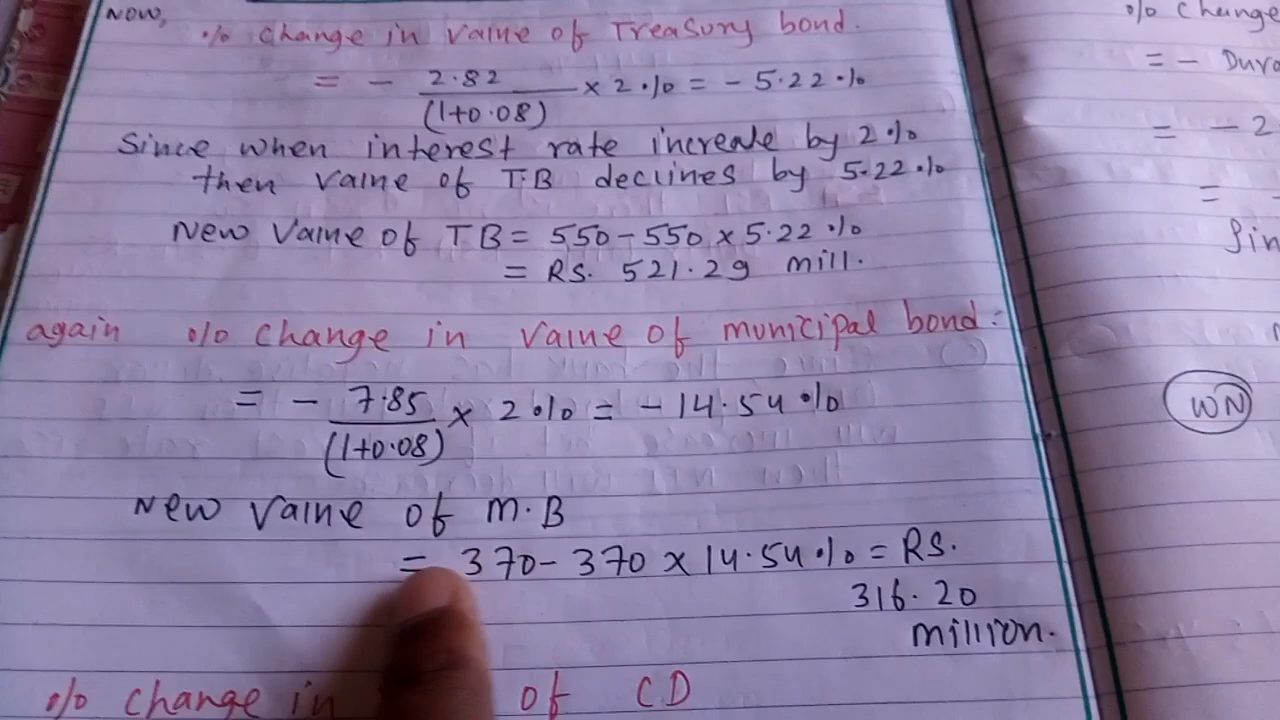 NOW,
% change in value of Treasury bond.
= - 2.82 / (1+0.08) × 2% = -5.22%
Since when interest rate increase by 2%
then value of TB declines by 5.22%
New value of TB = 550-550 × 5.22%
= RS. 521.29 mill.
again % change in value of municipal bond:
= - 7.85 / (1+0.08) × 2% = -14.54%
New value of M.B
= 370-370 × 14.54% = RS.
316.20
million.
% change in of CD
% change
= - Dura
= - 2
=
Sin
WN